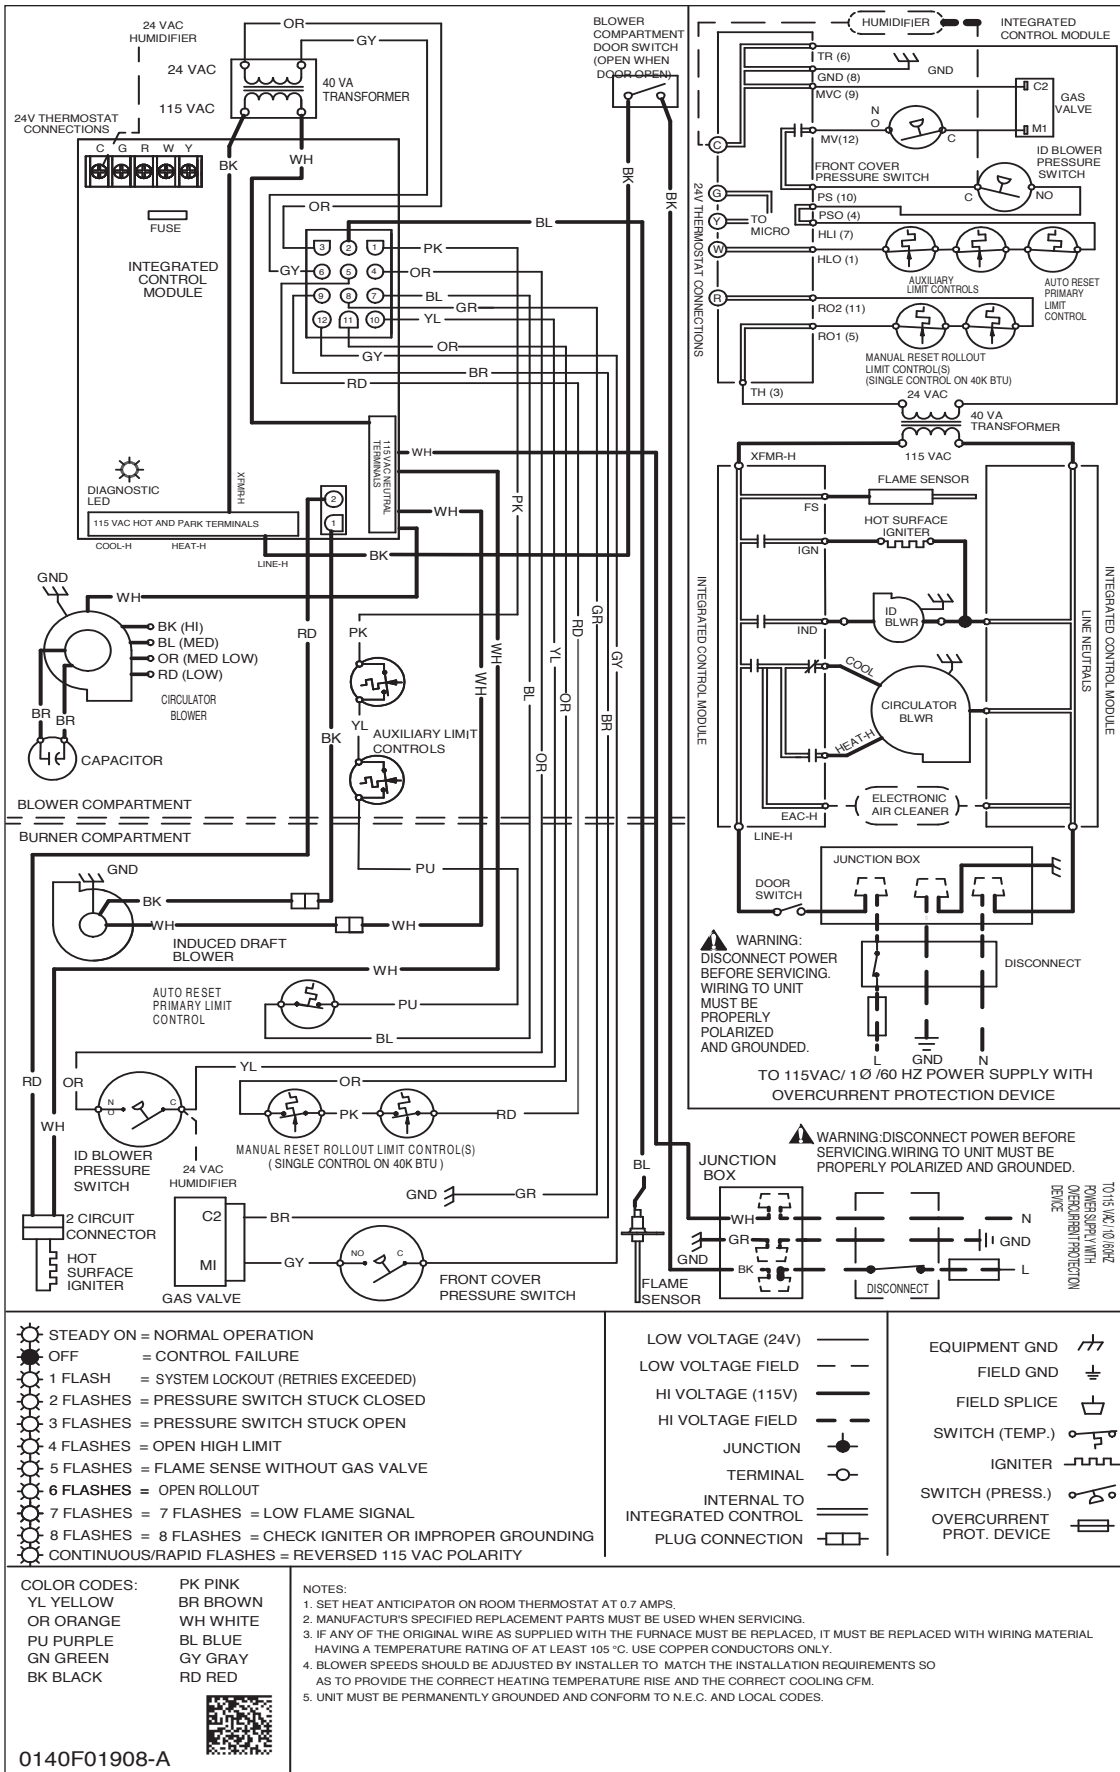 24 VAC
HUMIDIFIER
OR
GY
24 VAC
115 VAC
40 VA
TRANSFORMER
24V THERMOSTAT
CONNECTIONS
C G R W Y
BK
WH
FUSE
INTEGRATED
CONTROL
MODULE
OR
3 2 1
6 5 4
9 8 7
12 11 10
GY
PK
OR
BL
GR
YL
OR
GY
BR
RD
BL
BLOWER
COMPARTMENT
DOOR SWITCH
(OPEN WHEN
DOOR OPEN)
BK
BK
DIAGNOSTIC
LED
XFMR-H
115 VAC NEUTRAL
TERMINALS
2
1
115 VAC HOT AND PARK TERMINALS
COOL-H
HEAT-H
LINE-H
WH
WH
BK
PK
GND
WH
BK (HI)
BL (MED)
OR (MED LOW)
RD (LOW)
CIRCULATOR
BLOWER
BR
BR
CAPACITOR
RD
BK
PK
YL
AUXILIARY LIMIT
CONTROLS
WH
WH
BL
OR
YL
OR
RD
GR
BR
GY
BLOWER COMPARTMENT
BURNER COMPARTMENT
GND
BK
WH
INDUCED DRAFT
BLOWER
PU
WH
WH
AUTO RESET
PRIMARY LIMIT
CONTROL
PU
BL
YL
RD
OR
WH
N
O
C
ID BLOWER
PRESSURE
SWITCH
24 VAC
HUMIDIFIER
OR
PK
RD
MANUAL RESET ROLLOUT LIMIT CONTROL(S)
( SINGLE CONTROL ON 40K BTU )
GND
GR
2 CIRCUIT
CONNECTOR
HOT
SURFACE
IGNITER
C2
MI
GAS VALVE
BR
GY
NO
C
FRONT COVER
PRESSURE SWITCH
BL
FLAME
SENSOR
HUMIDIFIER
INTEGRATED
CONTROL MODULE
TR (6)
GND (8)
GND
MVC (9)
C2
GAS
VALVE
M1
N
O
C
MV(12)
C
FRONT COVER
PRESSURE SWITCH
ID BLOWER
PRESSURE
SWITCH
PS (10)
C
NO
PSO (4)
G
Y
TO
MICRO
HLI (7)
W
HLO (1)
AUXILIARY
LIMIT CONTROLS
AUTO RESET
PRIMARY
LIMIT
CONTROL
R
RO2 (11)
RO1 (5)
MANUAL RESET ROLLOUT
LIMIT CONTROL(S)
(SINGLE CONTROL ON 40K BTU)
24V THERMOSTAT CONNECTIONS
TH (3)
24 VAC
40 VA
TRANSFORMER
115 VAC
XFMR-H
FLAME SENSOR
FS
HOT SURFACE
IGNITER
IGN
ID
BLWR
IND
COOL
CIRCULATOR
BLWR
HEAT-H
ELECTRONIC
AIR CLEANER
EAC-H
LINE-H
INTEGRATED CONTROL MODULE
LINE NEUTRALS
INTEGRATED CONTROL MODULE
JUNCTION BOX
DOOR
SWITCH
WARNING:
DISCONNECT POWER
BEFORE SERVICING.
WIRING TO UNIT
MUST BE
PROPERLY
POLARIZED
AND GROUNDED.
DISCONNECT
L
GND
N
TO 115VAC/ 1Ø /60 HZ POWER SUPPLY WITH
OVERCURRENT PROTECTION DEVICE
WARNING:DISCONNECT POWER BEFORE
SERVICING.WIRING TO UNIT MUST BE
PROPERLY POLARIZED AND GROUNDED.
JUNCTION
BOX
WH
GR
GND
BK
DISCONNECT
N
GND
L
TO 115 VAC/ 1Ø /60HZ
POWER SUPPLY WITH
OVERCURRENT PROTECTION
DEVICE
STEADY ON = NORMAL OPERATION
OFF = CONTROL FAILURE
1 FLASH = SYSTEM LOCKOUT (RETRIES EXCEEDED)
2 FLASHES = PRESSURE SWITCH STUCK CLOSED
3 FLASHES = PRESSURE SWITCH STUCK OPEN
4 FLASHES = OPEN HIGH LIMIT
5 FLASHES = FLAME SENSE WITHOUT GAS VALVE
6 FLASHES = OPEN ROLLOUT
7 FLASHES = 7 FLASHES = LOW FLAME SIGNAL
8 FLASHES = 8 FLASHES = CHECK IGNITER OR IMPROPER GROUNDING
CONTINUOUS/RAPID FLASHES = REVERSED 115 VAC POLARITY
LOW VOLTAGE (24V)
LOW VOLTAGE FIELD
HI VOLTAGE (115V)
HI VOLTAGE FIELD
JUNCTION
TERMINAL
INTERNAL TO
INTEGRATED CONTROL
PLUG CONNECTION
EQUIPMENT GND
FIELD GND
FIELD SPLICE
SWITCH (TEMP.)
IGNITER
SWITCH (PRESS.)
OVERCURRENT
PROT. DEVICE
COLOR CODES:
YL YELLOW
OR ORANGE
PU PURPLE
GN GREEN
BK BLACK
PK PINK
BR BROWN
WH WHITE
BL BLUE
GY GRAY
RD RED
0140F01908-A
NOTES:
1. SET HEAT ANTICIPATOR ON ROOM THERMOSTAT AT 0.7 AMPS.
2. MANUFACTUR'S SPECIFIED REPLACEMENT PARTS MUST BE USED WHEN SERVICING.
3. IF ANY OF THE ORIGINAL WIRE AS SUPPLIED WITH THE FURNACE MUST BE REPLACED, IT MUST BE REPLACED WITH WIRING MATERIAL
HAVING A TEMPERATURE RATING OF AT LEAST 105 °C. USE COPPER CONDUCTORS ONLY.
4. BLOWER SPEEDS SHOULD BE ADJUSTED BY INSTALLER TO MATCH THE INSTALLATION REQUIREMENTS SO
AS TO PROVIDE THE CORRECT HEATING TEMPERATURE RISE AND THE CORRECT COOLING CFM.
5. UNIT MUST BE PERMANENTLY GROUNDED AND CONFORM TO N.E.C. AND LOCAL CODES.